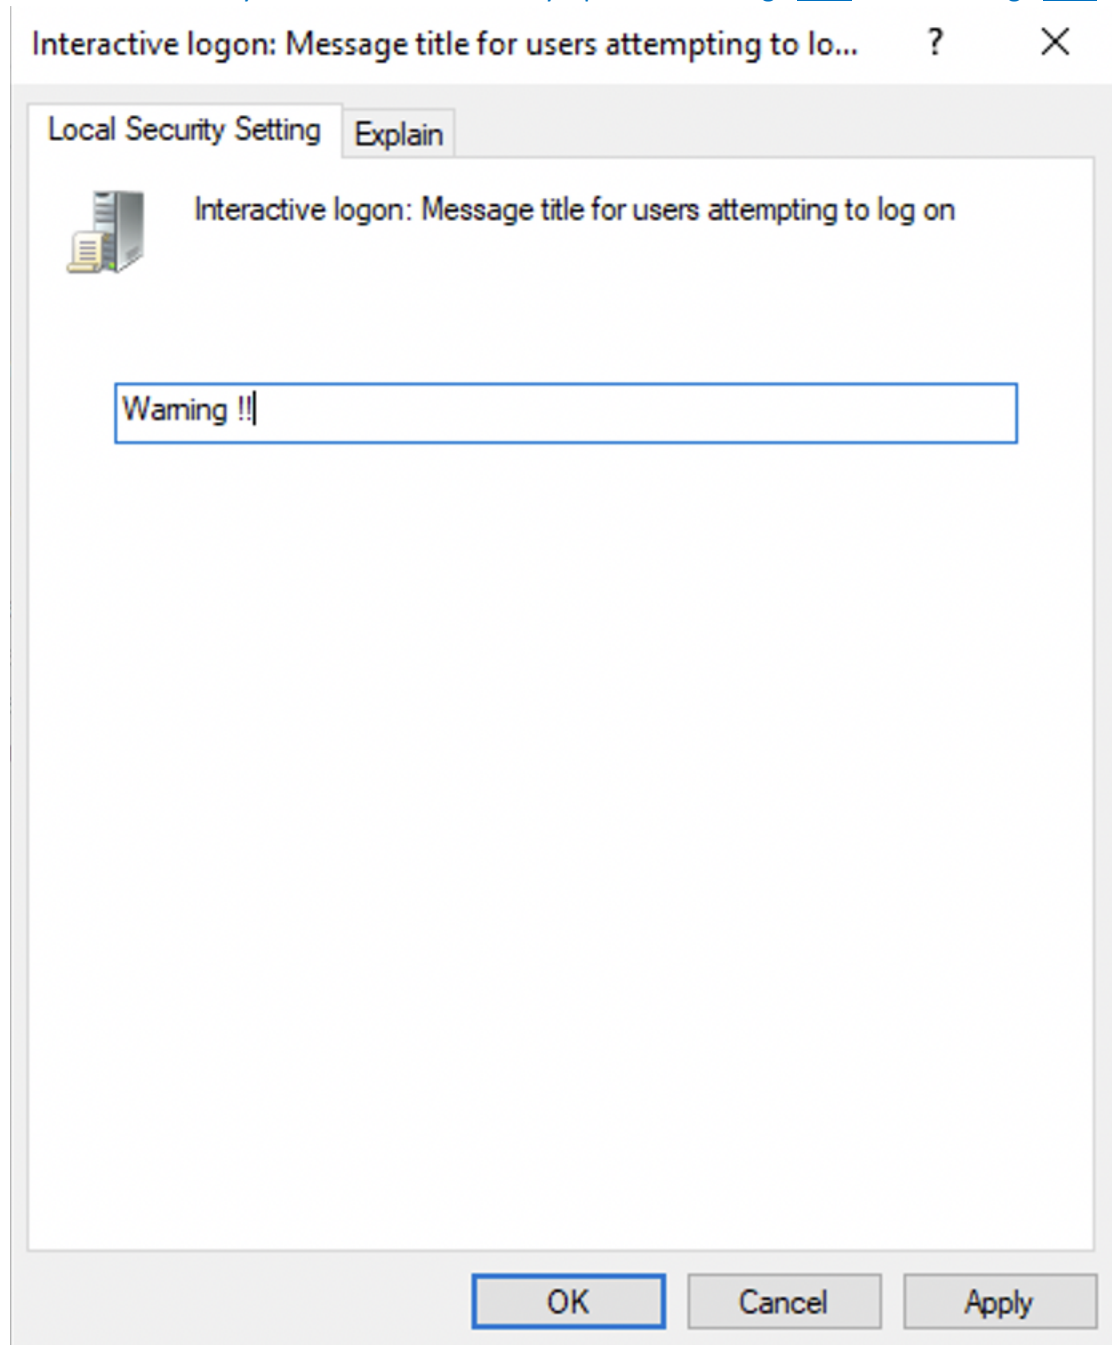 Interactive logon: Message title for users attempting to lo... ?
Local Security Setting Explain
Interactive logon: Message title for users attempting to log on
Warning !!
OK Cancel Apply